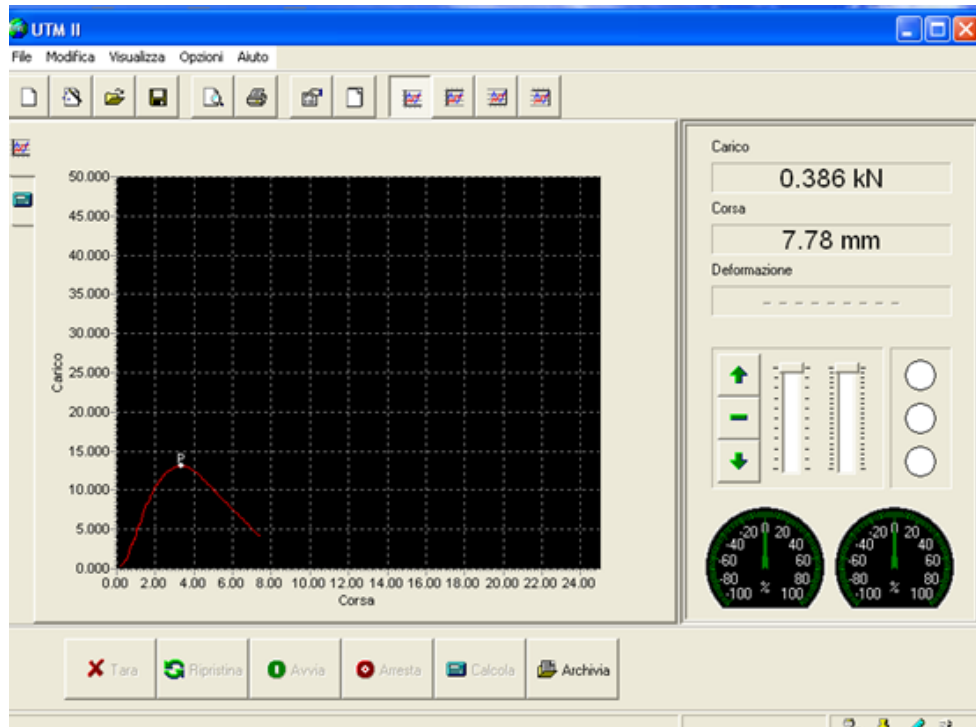 UTM II
File Modifica Visualizza Opzioni Aiuto
Carico
0.386 kN
Corsa
7.78 mm
Deformazione
- - - - - - - - -
50.000
45.000
40.000
35.000
30.000
25.000
20.000
15.000
10.000
5.000
0.000
Carico
P
0.00 2.00 4.00 6.00 8.00 10.00 12.00 14.00 16.00 18.00 20.00 22.00 24.00
Corsa
-20 0 20
-40 40
-60 60
-80 80
-100 % 100
-20 0 20
-40 40
-60 60
-80 80
-100 % 100
Tara Ripristina Avvia Arresta Calcola Archivia